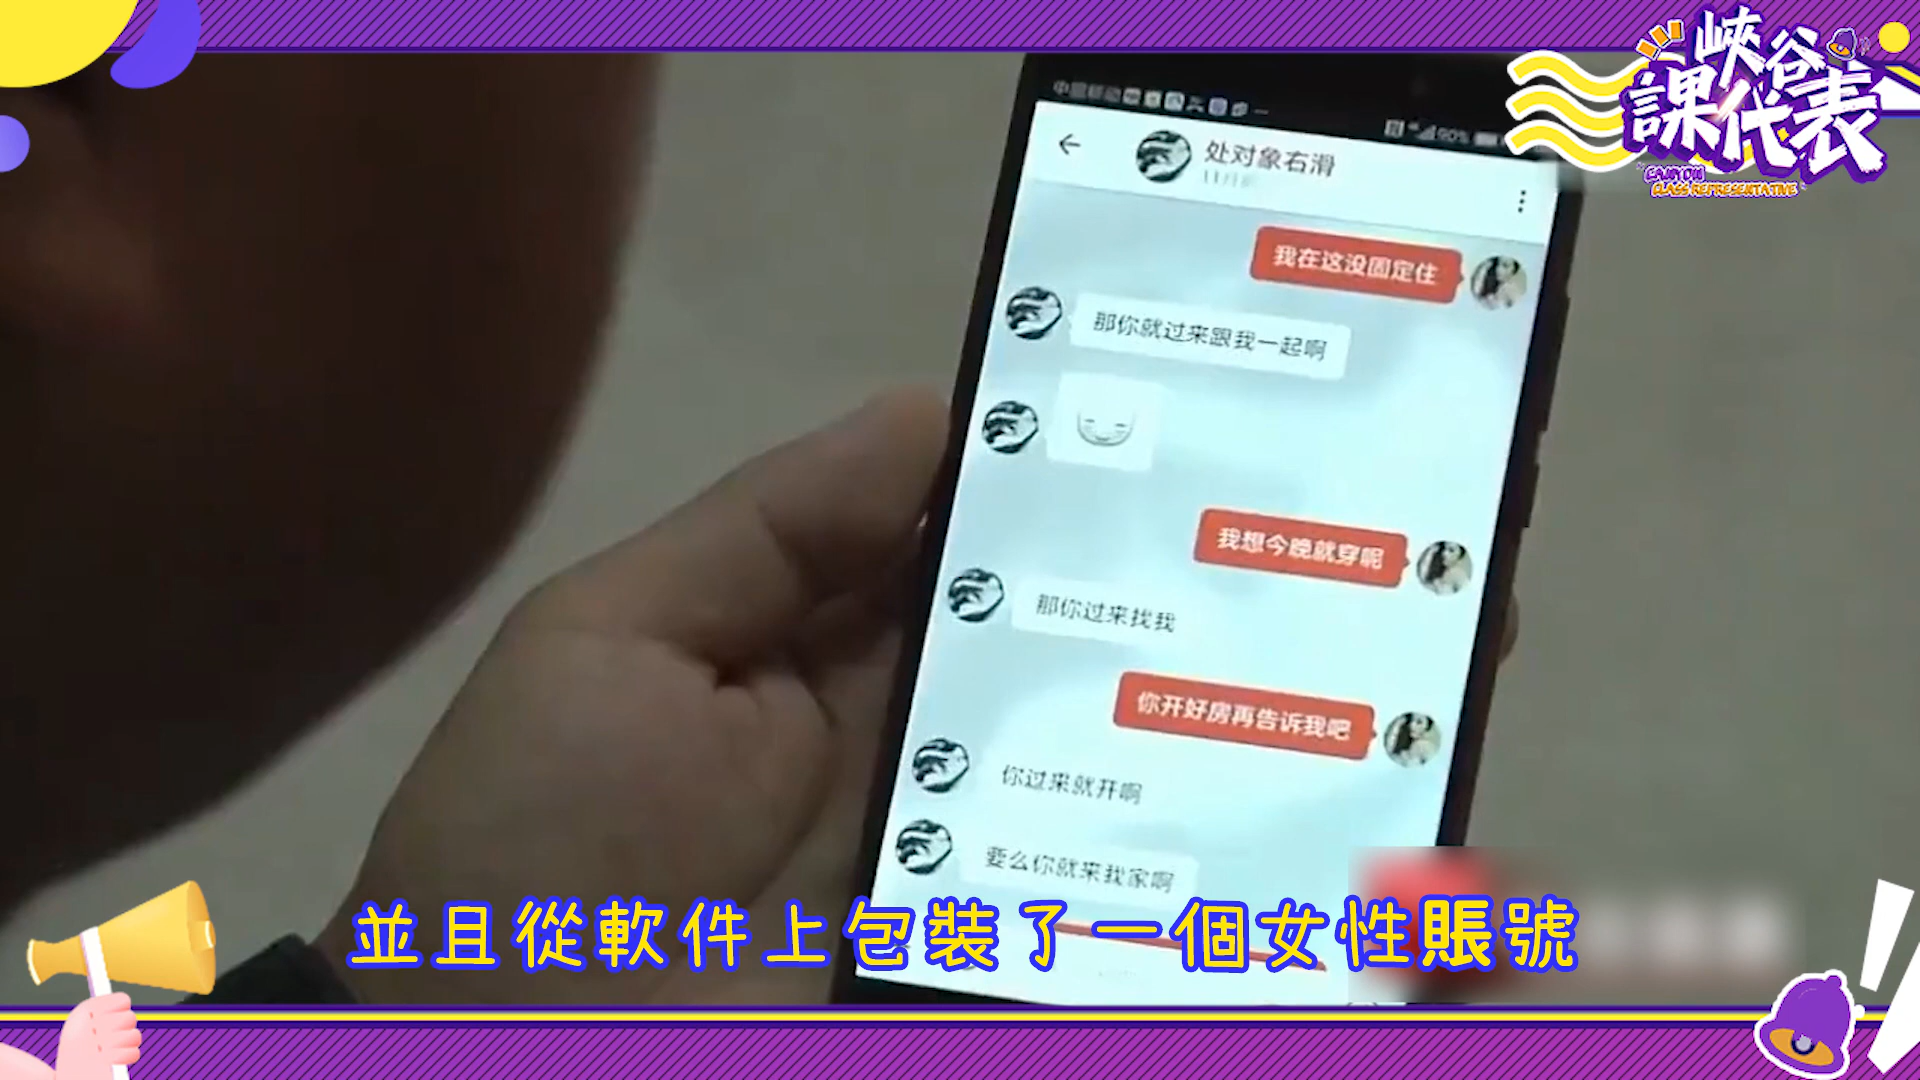 峽谷
課代表
CANYON
CLASS REPRESENTATIVE
90%
处对象右滑
我在这没固定住
那你就过来跟我一起啊
我想今晚就穿呢
那你过来找我
你开好房再告诉我吧
你过来就开啊
要么你就来我家啊
並且從軟件上包裝了一個女性賬號